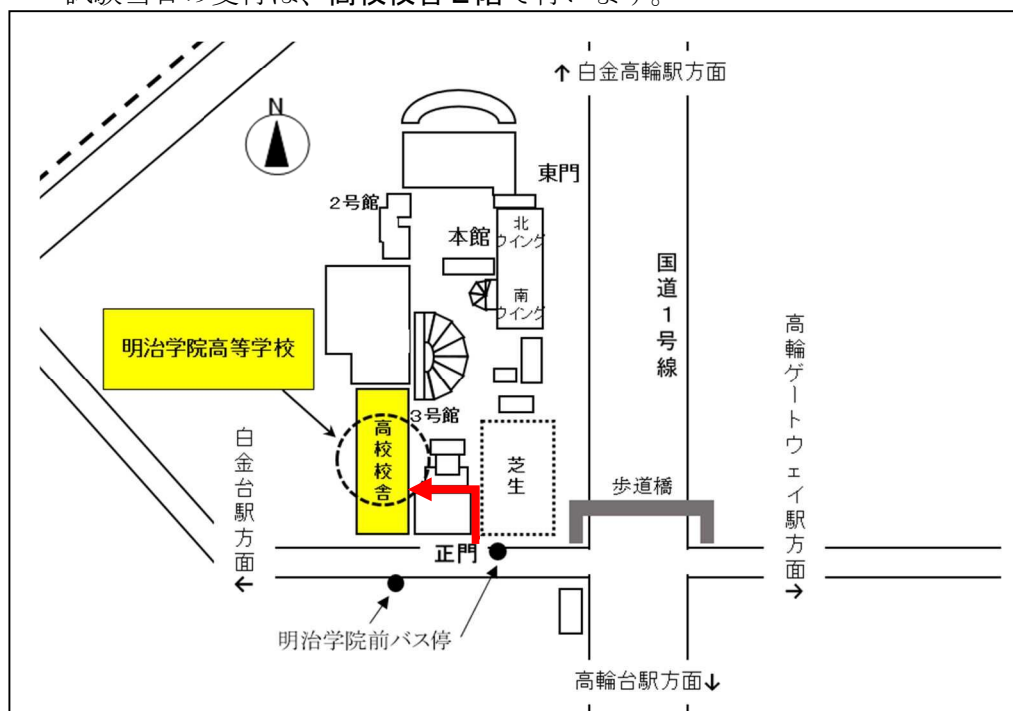 試験当日の受付は、高校校舎2階で行います。
↑白金高輪駅方面
N
東門
2号館
北
ウイング
本館
国道1号線
南
ウイング
明治学院高等学校
高輪ゲートウェイ駅方面→
3号館
高校校舎
白金台駅方面←
芝生
歩道橋
正門
明治学院前バス停
高輪台駅方面↓